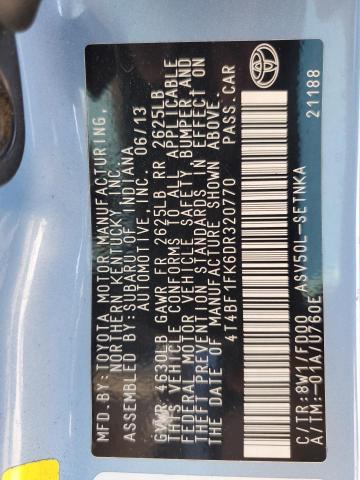 MFD.BY:TOYOTA MOTOR MANUFACTURING,
NORTHERN KENTUCKY INC.
ASSEMBLED BY:SUBARU OF INDIANA
AUTOMOTIVE, INC. 06/13
GVWR 4630LB GAWR FR 2625LB RR 2625LB
THIS VEHICLE CONFORMS TO ALL APPLICABLE
FEDERAL MOTOR VEHICLE SAFETY, BUMPER, AND
THEFT PREVENTION STANDARDS IN EFFECT ON
THE DATE OF MANUFACTURE SHOWN ABOVE.
4T4BF1FK6DR320770 PASS.CAR
C/TR:8W1/FD00 ASV50L-SETNKA
A/TM:-01A/U760E 21188